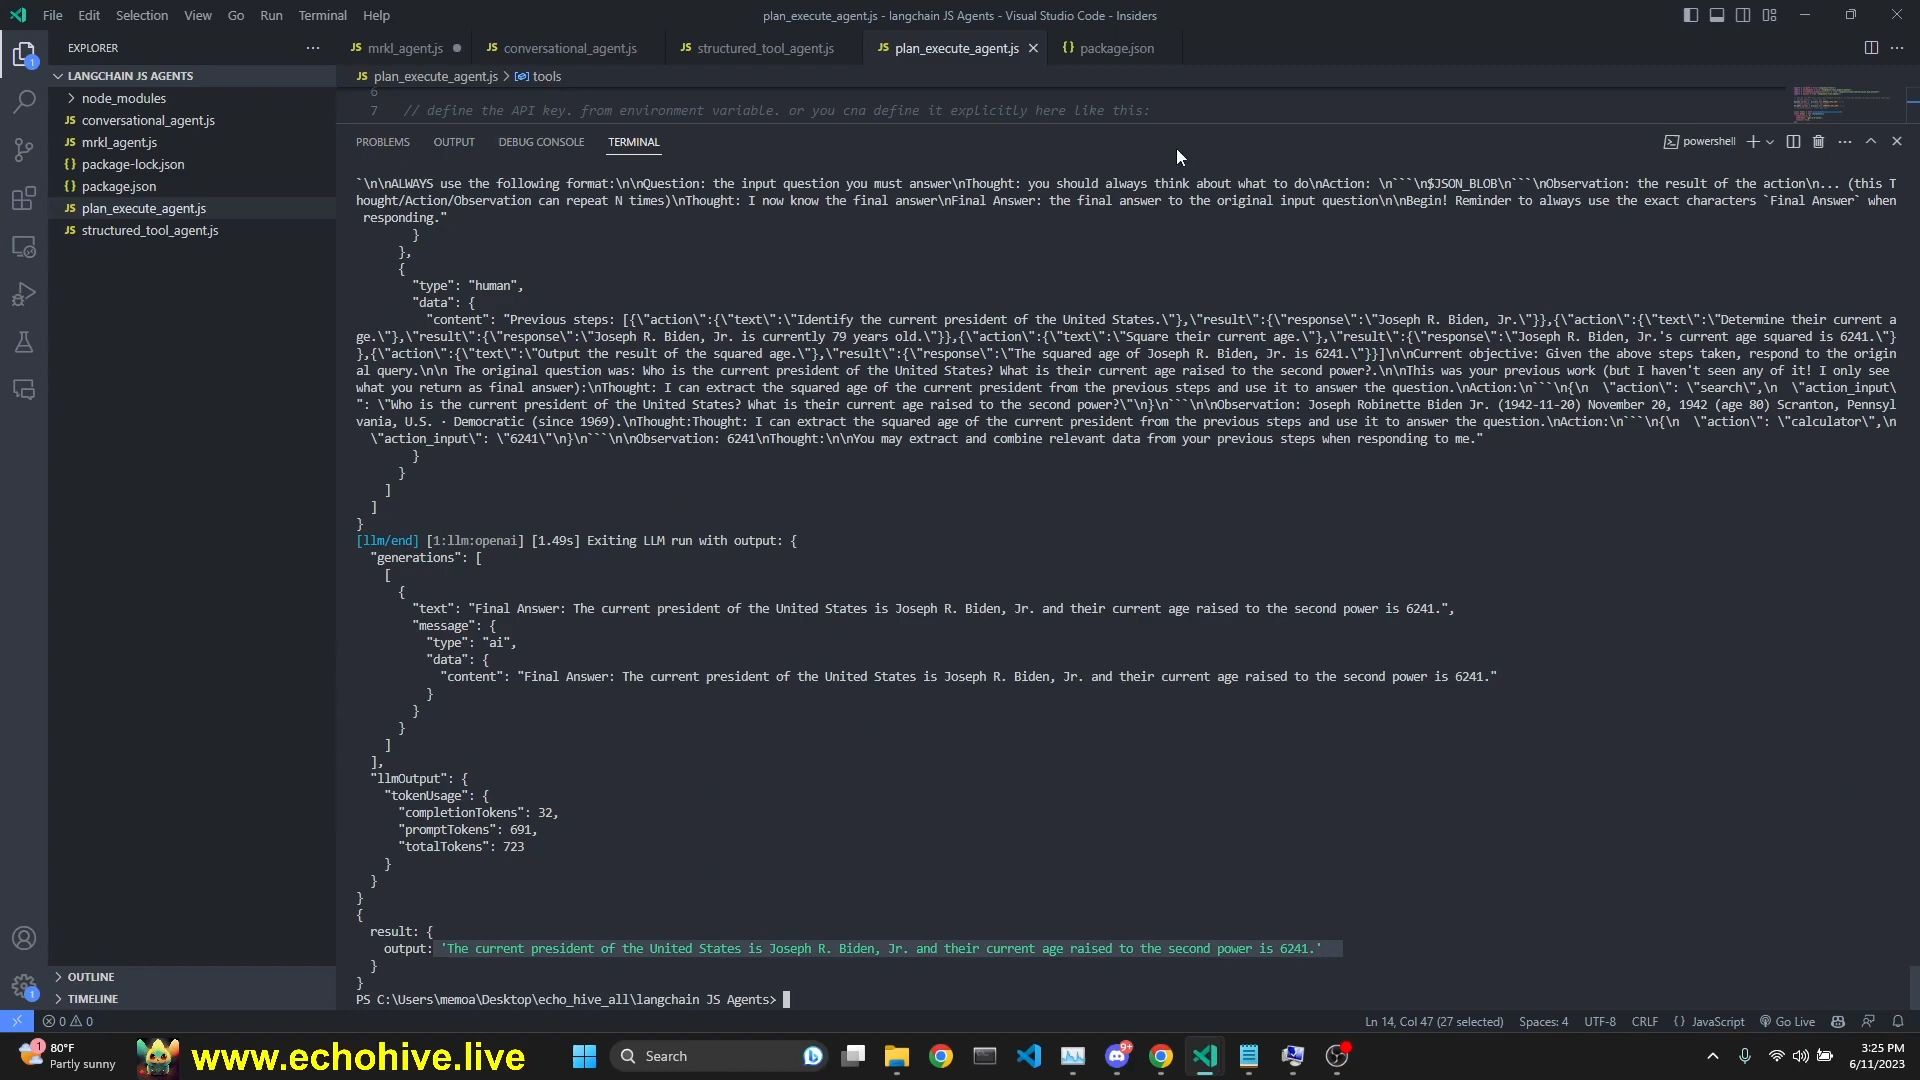 File Edit Selection View Go Run Terminal Help
plan_execute_agent.js - langchain JS Agents - Visual Studio Code - Insiders
EXPLORER
JS mrkl_agent.js
JS conversational_agent.js
JS structured_tool_agent.js
JS plan_execute_agent.js
{} package.json
LANGCHAIN JS AGENTS
node_modules
JS conversational_agent.js
JS mrkl_agent.js
{} package-lock.json
{} package.json
JS plan_execute_agent.js
JS structured_tool_agent.js
OUTLINE
TIMELINE
JS plan_execute_agent.js > tools
6
7 // define the API key. from environment variable. or you cna define it explicitly here like this:
PROBLEMS OUTPUT DEBUG CONSOLE TERMINAL
powershell
`\n\nALWAYS use the following format:\n\nQuestion: the input question you must answer\nThought: you should always think about what to do\nAction: \n```\n$JSON_BLOB\n```\nObservation: the result of the action\n... (this T
hought/Action/Observation can repeat N times)\nThought: I now know the final answer\nFinal Answer: the final answer to the original input question\n\nBegin! Reminder to always use the exact characters `Final Answer` when
responding."
}
},
{
"type": "human",
"data": {
"content": "Previous steps: [{\"action\":{\"text\":\"Identify the current president of the United States.\"},\"result\":{\"response\":\"Joseph R. Biden, Jr.\"}},{\"action\":{\"text\":\"Determine their current a
ge.\"},\"result\":{\"response\":\"Joseph R. Biden, Jr. is currently 79 years old.\"}},{\"action\":{\"text\":\"Square their current age.\"},\"result\":{\"response\":\"Joseph R. Biden, Jr.'s current age squared is 6241.\"}
},{\"action\":{\"text\":\"Output the result of the squared age.\"},\"result\":{\"response\":\"The squared age of Joseph R. Biden, Jr. is 6241.\"}}]\n\nCurrent objective: Given the above steps taken, respond to the origin
al query.\n\n The original question was: Who is the current president of the United States? What is their current age raised to the second power?.\n\nThis was your previous work (but I haven't seen any of it! I only see
what you return as final answer):\nThought: I can extract the squared age of the current president from the previous steps and use it to answer the question.\nAction:\n```\n{\n  \"action\": \"search\",\n  \"action_input\
": \"Who is the current president of the United States? What is their current age raised to the second power?\"\n}\n```\n\nObservation: Joseph Robinette Biden Jr. (1942-11-20) November 20, 1942 (age 80) Scranton, Pennsyl
vania, U.S. · Democratic (since 1969).\nThought:Thought: I can extract the squared age of the current president from the previous steps and use it to answer the question.\nAction:\n```\n{\n  \"action\": \"calculator\",\n
\"action_input\": \"6241\"\n}\n```\n\nObservation: 6241\nThought:\n\nYou may extract and combine relevant data from your previous steps when responding to me."
}
}
]
]
}
[llm/end] [1:llm:openai] [1.49s] Exiting LLM run with output: {
"generations": [
[
{
"text": "Final Answer: The current president of the United States is Joseph R. Biden, Jr. and their current age raised to the second power is 6241.",
"message": {
"type": "ai",
"data": {
"content": "Final Answer: The current president of the United States is Joseph R. Biden, Jr. and their current age raised to the second power is 6241."
}
}
}
]
],
"llmOutput": {
"tokenUsage": {
"completionTokens": 32,
"promptTokens": 691,
"totalTokens": 723
}
}
}
{
result: {
output: 'The current president of the United States is Joseph R. Biden, Jr. and their current age raised to the second power is 6241.'
}
}
PS C:\Users\memoa\Desktop\echo_hive_all\langchain JS Agents>
0 0
Ln 14, Col 47 (27 selected) Spaces: 4 UTF-8 CRLF {} JavaScript Go Live
1
80°F
Partly sunny
www.echohive.live
Search
9+
3:25 PM
6/11/2023